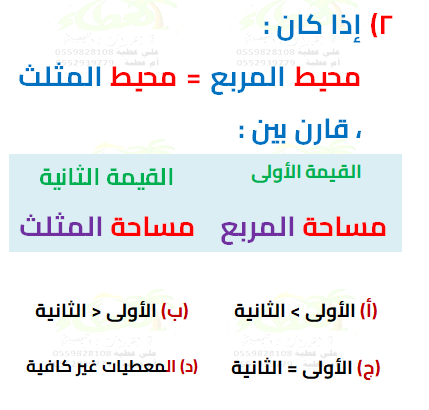 ٢) إذا كان :
محيط المربع = محيط المثلث
، قارن بين :
القيمة الأولى القيمة الثانية
مساحة المربع مساحة المثلث
(أ) الأولى > الثانية (ب) الأولى < الثانية
(ج) الأولى = الثانية (د) المعطيات غير كافية